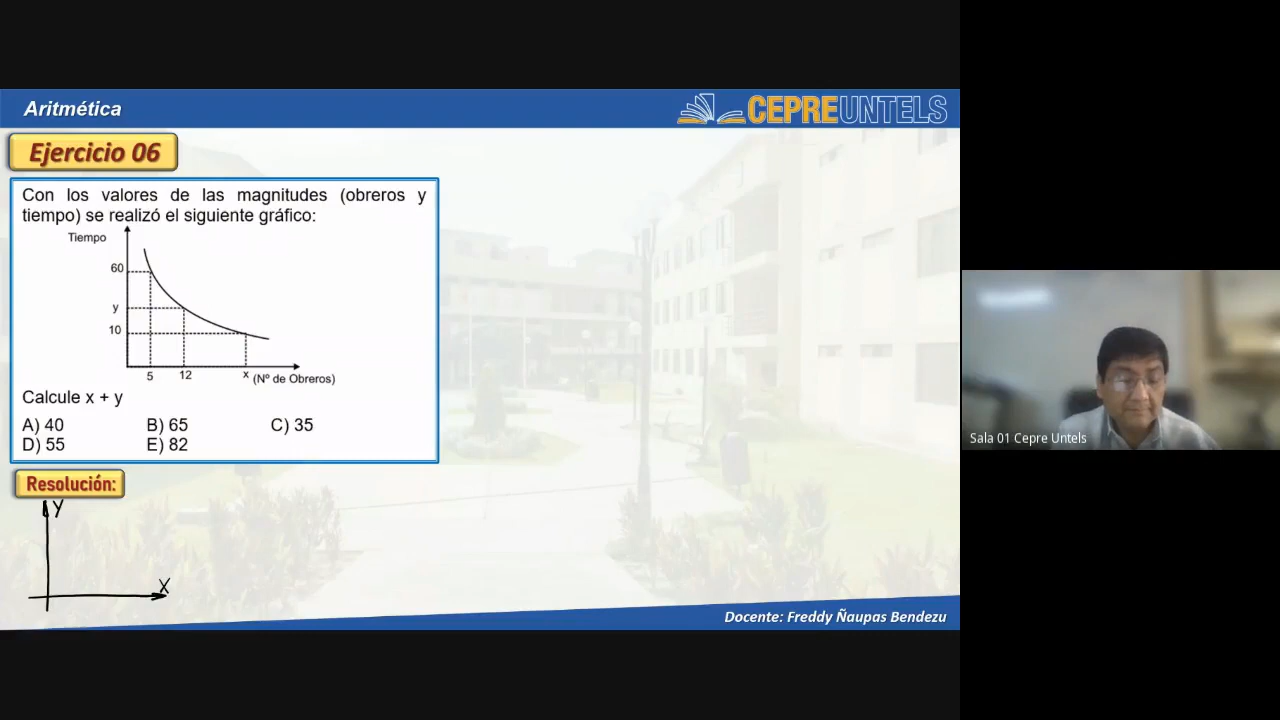 Aritmética
CEPREUNTELS
Ejercicio 06
Con los valores de las magnitudes (obreros y
tiempo) se realizó el siguiente gráfico:
Tiempo
60
y
10
5 12 x (Nº de Obreros)
Calcule x + y
A) 40 B) 65 C) 35
D) 55 E) 82
Resolución:
Y
X
Docente: Freddy Ñaupas Bendezu
Sala 01 Cepre Untels